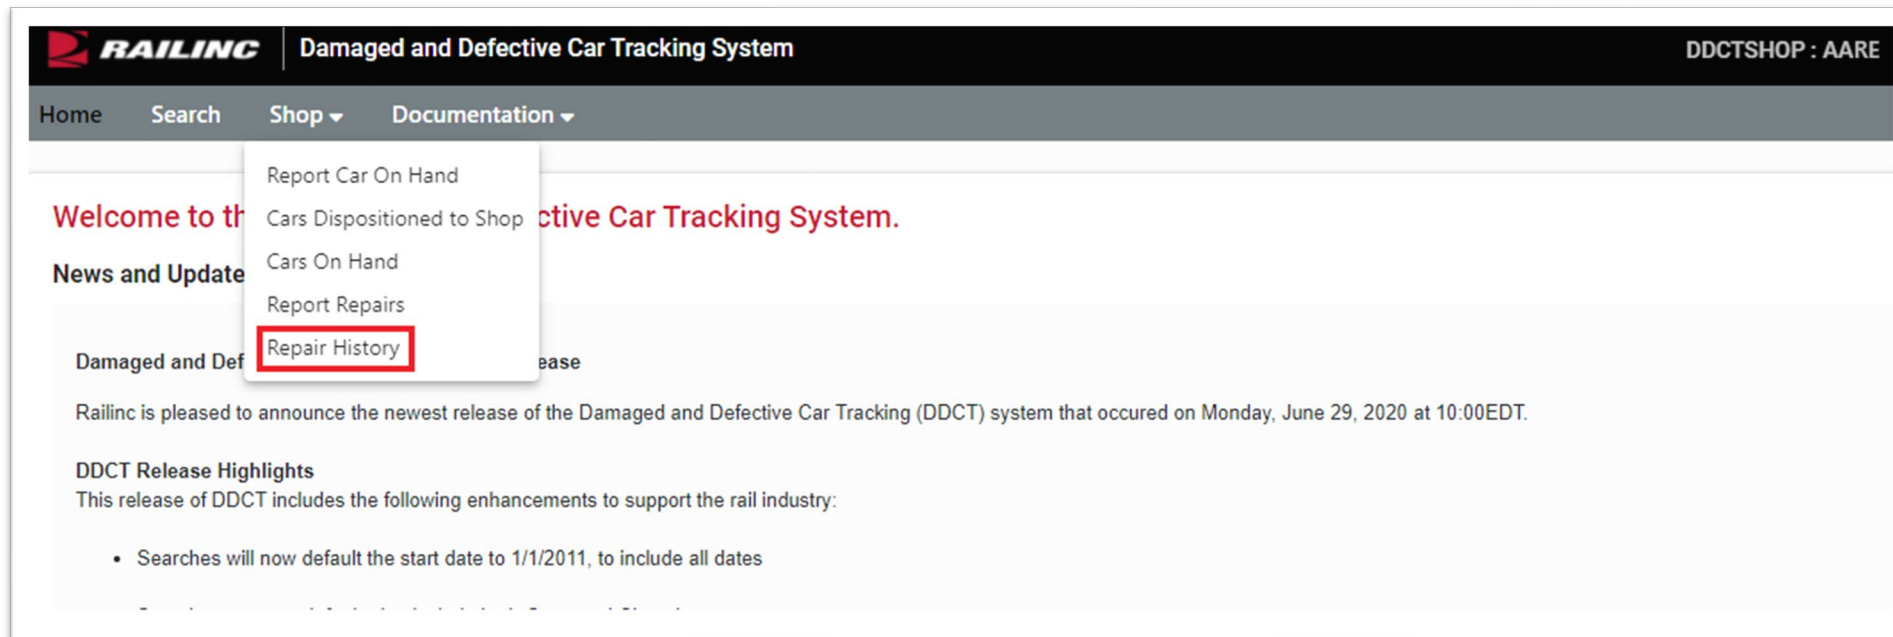 RAILINC
Damaged and Defective Car Tracking System
DDCTSHOP : AARE
Home Search Shop Documentation
Report Car On Hand
Cars Dispositioned to Shop
Cars On Hand
Report Repairs
Repair History
Welcome to th ctive Car Tracking System.
News and Update
Damaged and Def ease
Railinc is pleased to announce the newest release of the Damaged and Defective Car Tracking (DDCT) system that occured on Monday, June 29, 2020 at 10:00EDT.
DDCT Release Highlights
This release of DDCT includes the following enhancements to support the rail industry:
• Searches will now default the start date to 1/1/2011, to include all dates